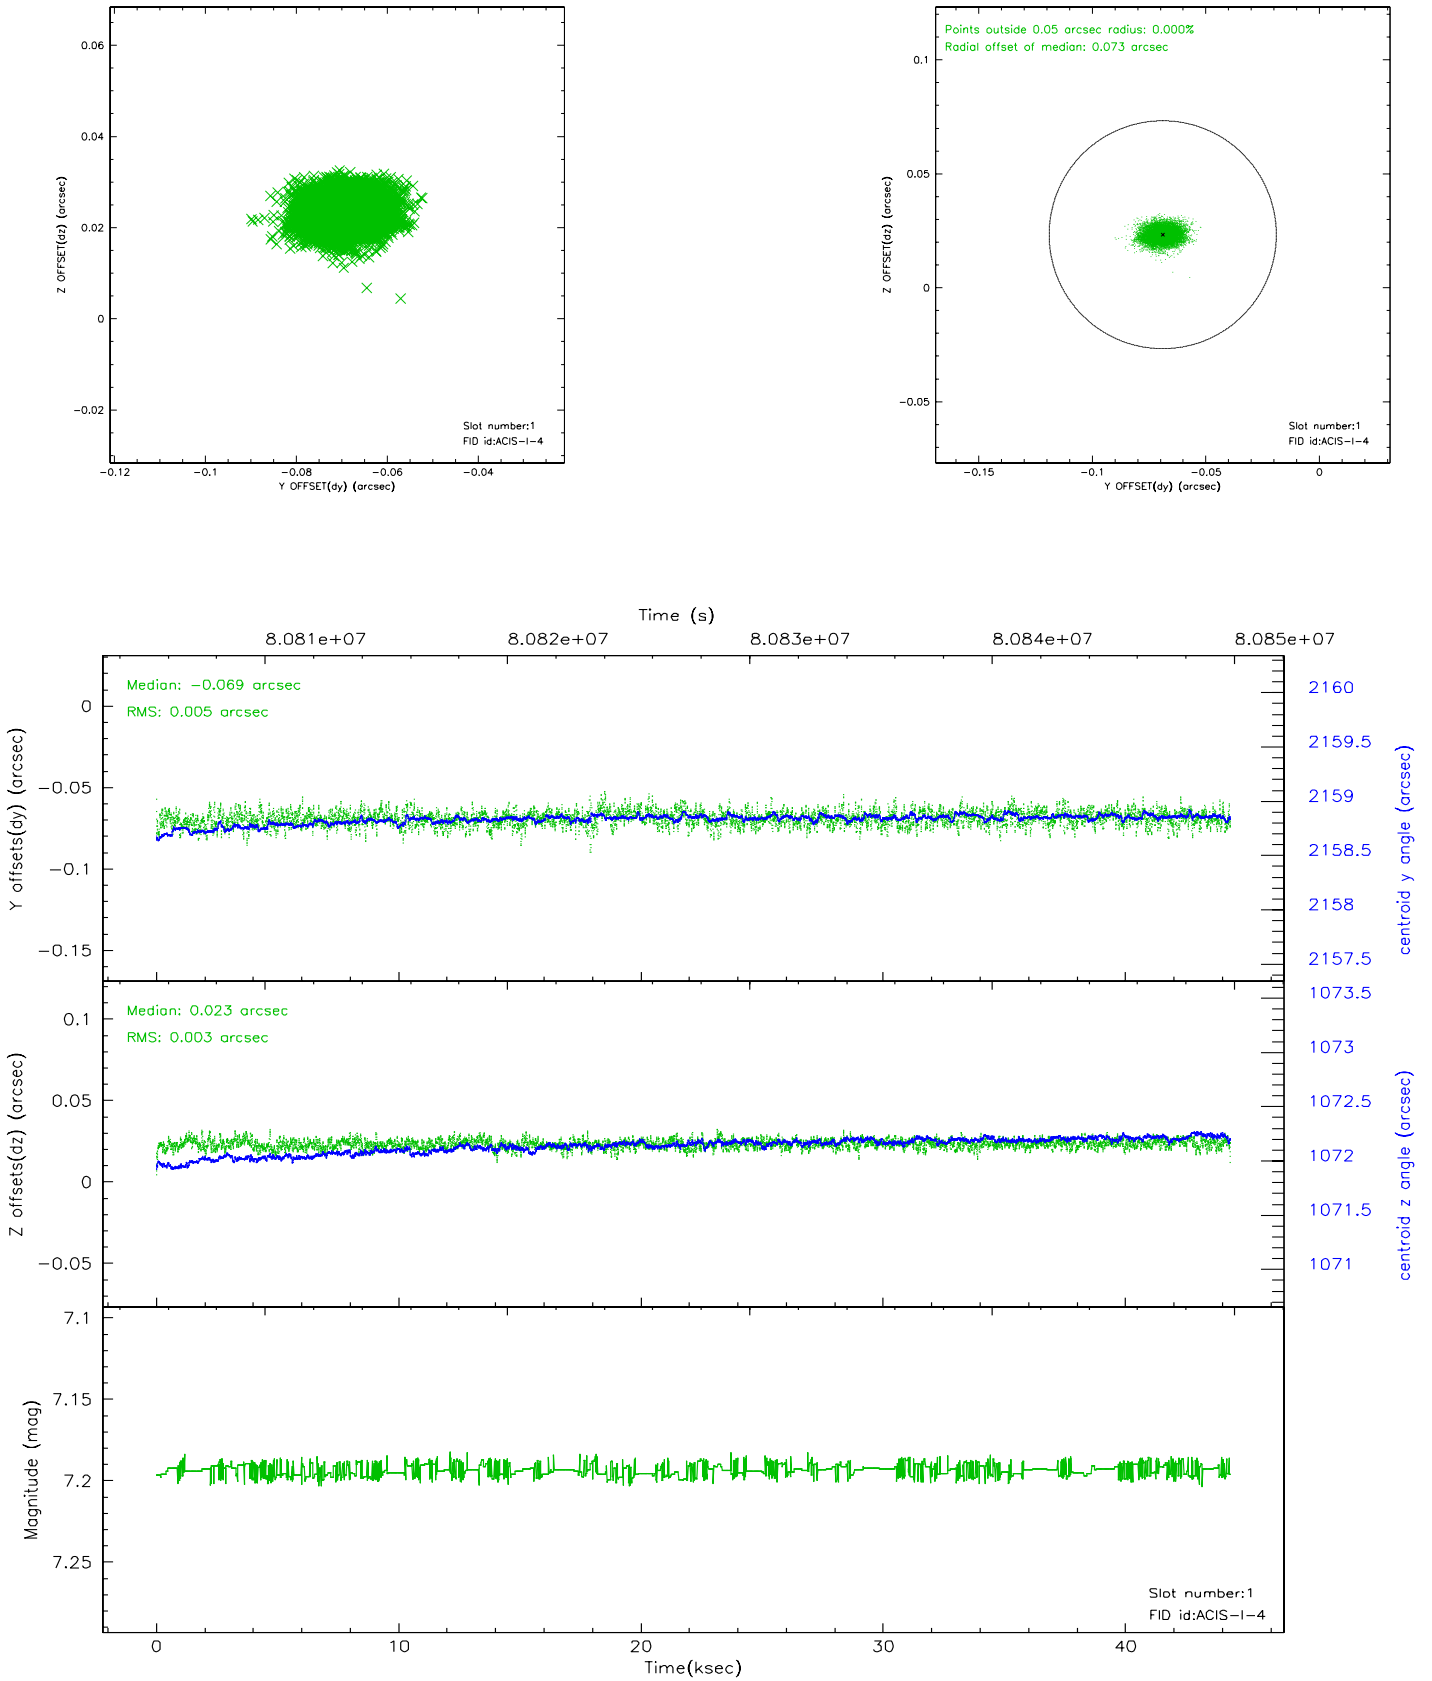 0.06
0.04
0.02
0
−0.02
Z OFFSET(dz) (arcsec)
Slot number:1
FID id:ACIS−I−4
−0.12 −0.1 −0.08 −0.06 −0.04
Y OFFSET(dy) (arcsec)
Points outside 0.05 arcsec radius: 0.000%
Radial offset of median: 0.073 arcsec
0.1
0.05
0
−0.05
Z OFFSET(dz) (arcsec)
Slot number:1
FID id:ACIS−I−4
−0.15 −0.1 −0.05 0
Y OFFSET(dy) (arcsec)
Time (s)
8.081e+07 8.082e+07 8.083e+07 8.084e+07 8.085e+07
Median: −0.069 arcsec
RMS: 0.005 arcsec
0
−0.05
−0.1
−0.15
Y offsets(dy) (arcsec)
2160
2159.5
2159
2158.5
2158
2157.5
centroid y angle (arcsec)
Median: 0.023 arcsec
RMS: 0.003 arcsec
0.1
0.05
0
−0.05
Z offsets(dz) (arcsec)
1073.5
1073
1072.5
1072
1071.5
1071
centroid z angle (arcsec)
7.1
7.15
7.2
7.25
Magnitude (mag)
Slot number:1
FID id:ACIS−I−4
0 10 20 30 40
Time(ksec)